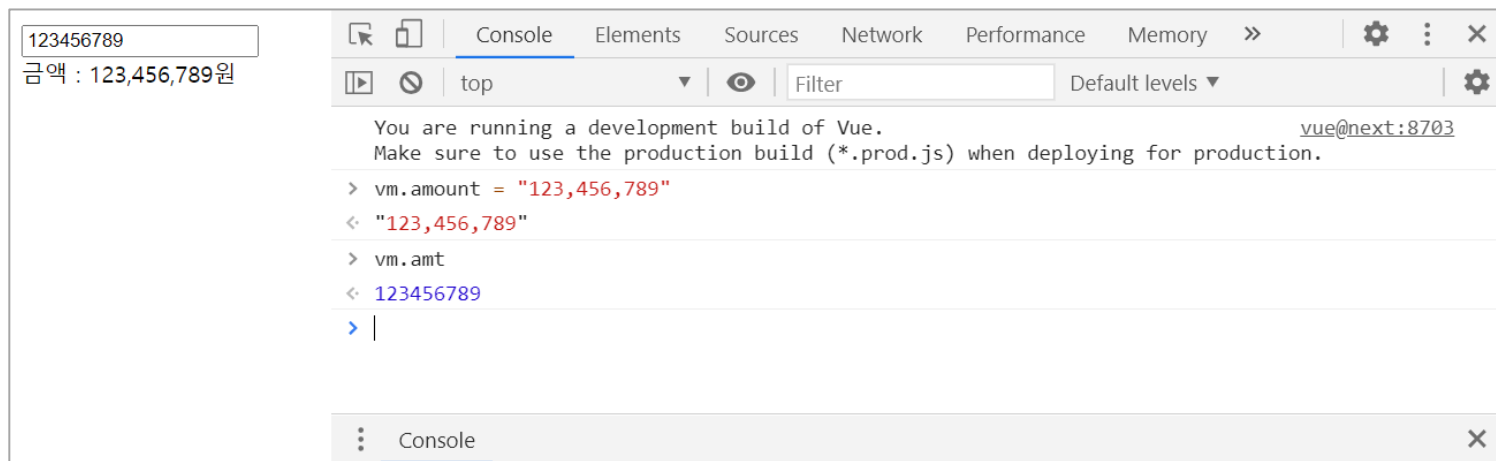 123456789
금액 : 123,456,789원
Console Elements Sources Network Performance Memory »
top ▼ Filter Default levels ▼
You are running a development build of Vue. vue@next:8703
Make sure to use the production build (*.prod.js) when deploying for production.
> vm.amount = "123,456,789"
"123,456,789"
> vm.amt
123456789
>
Console